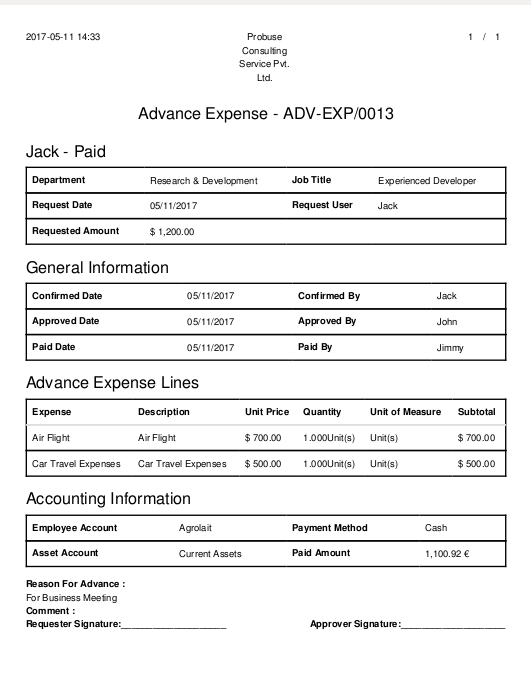 2017-05-11 14:33 Probuse 1 / 1
Consulting
Service Pvt.
Ltd.
Advance Expense - ADV-EXP/0013
Jack - Paid
Department Research & Development Job Title Experienced Developer
Request Date 05/11/2017 Request User Jack
Requested Amount $ 1,200.00
General Information
Confirmed Date 05/11/2017 Confirmed By Jack
Approved Date 05/11/2017 Approved By John
Paid Date 05/11/2017 Paid By Jimmy
Advance Expense Lines
Expense Description Unit Price Quantity Unit of Measure Subtotal
Air Flight Air Flight $ 700.00 1.000Unit(s) Unit(s) $ 700.00
Car Travel Expenses Car Travel Expenses $ 500.00 1.000Unit(s) Unit(s) $ 500.00
Accounting Information
Employee Account Agrolait Payment Method Cash
Asset Account Current Assets Paid Amount 1,100.92 €
Reason For Advance :
For Business Meeting
Comment :
Requester Signature:____________________ Approver Signature:____________________